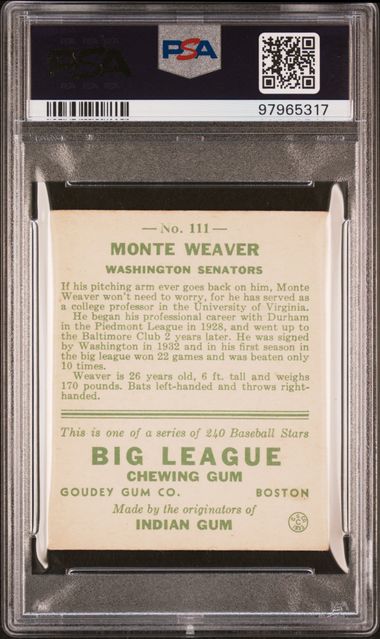 PSA
PSA
97965317
— No. 111 —
MONTE WEAVER
WASHINGTON SENATORS
If his pitching arm ever goes back on him, Monte
Weaver won't need to worry, for he has served as
a college professor in the University of Virginia.
He began his professional career with Durham
in the Piedmont League in 1928, and went up to
the Baltimore Club 2 years later. He was signed
by Washington in 1932 and in his first season in
the big league won 22 games and was beaten only
10 times.
Weaver is 26 years old, 6 ft. tall and weighs
170 pounds. Bats left-handed and throws right-
handed.
This is one of a series of 240 Baseball Stars
BIG LEAGUE
CHEWING GUM
GOUDEY GUM CO. BOSTON
Made by the originators of
INDIAN GUM